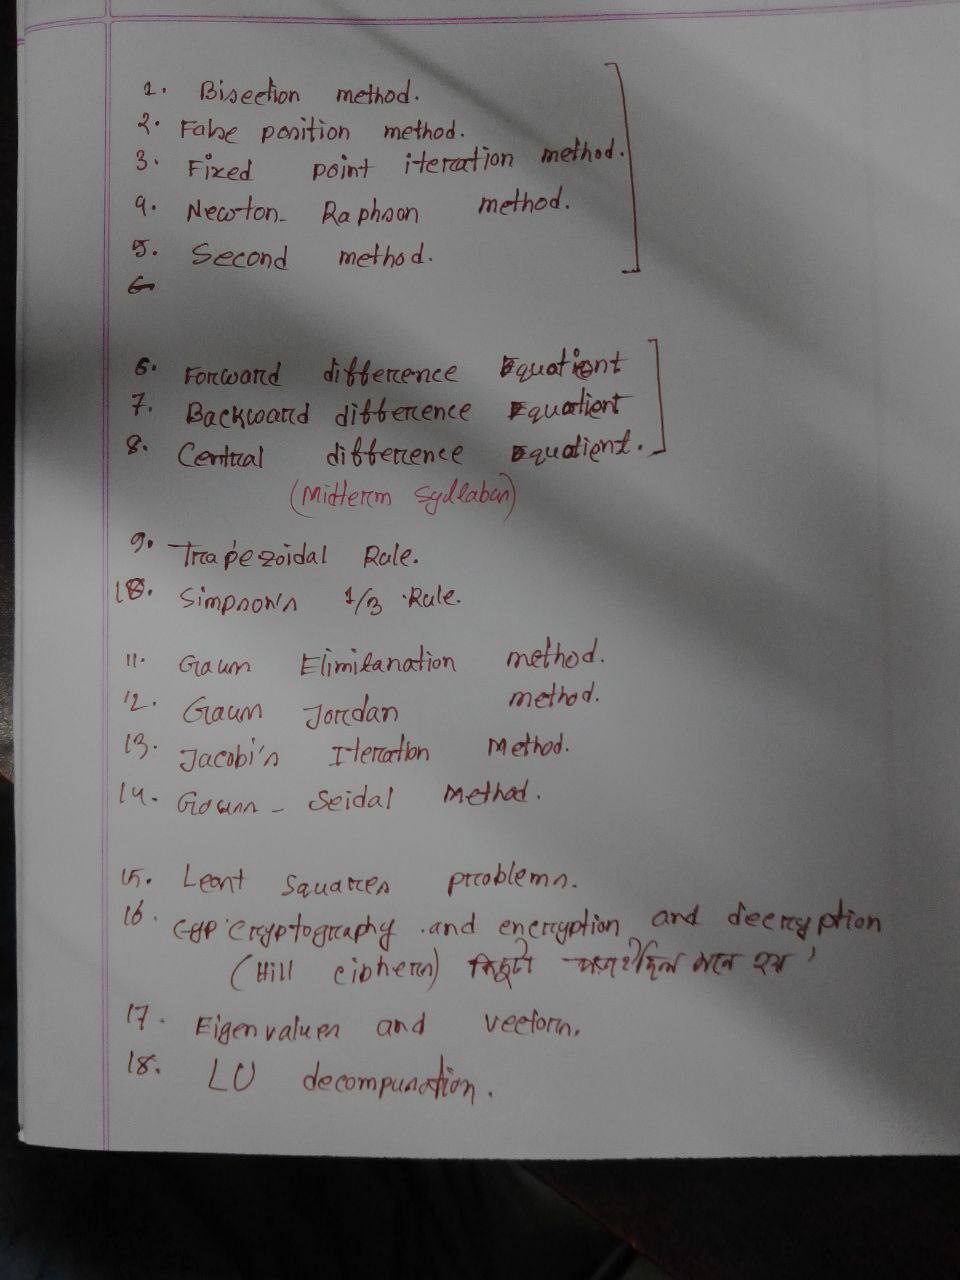 1. Bisection method.
2. False position method.
3. Fixed point iteration method.
4. Newton- Raphson method.
5. Second method.
6
6. Forward difference Equotient
7. Backward difference Equotient
8. Central difference Equotient.
(Midterm Syllabus)
9. Trapezoidal Rule.
10. Simpson's 1/3 Rule.
11. Gauss Elimilanation method.
12. Gauss Jordan method.
13. Jacobi's Iteration Method.
14. Gauss - Seidal Method.
15. Least Squares problems.
16. Cryptography and encryption and decryption
(Hill ciphers) কিছুটা মনে হয়
17. Eigen values and vectors.
18. LU decomposation.